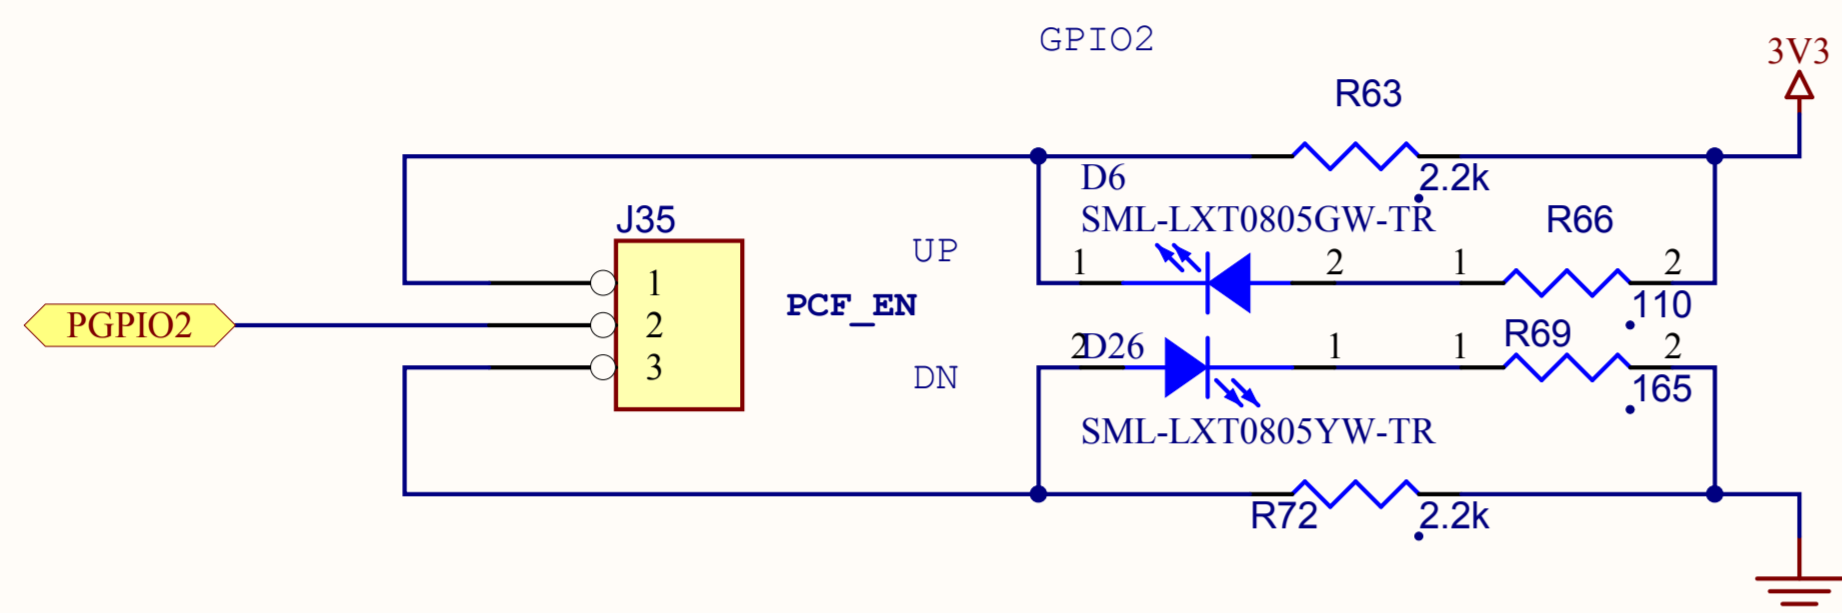 GPIO2
3V3
R63
2.2k
D6
SML-LXT0805GW-TR
R66
J35
UP
1
2
1
2
110
1
2
3
PCF_EN
PGPIO2
R69
2
D26
1
1
2
165
DN
SML-LXT0805YW-TR
R72
2.2k